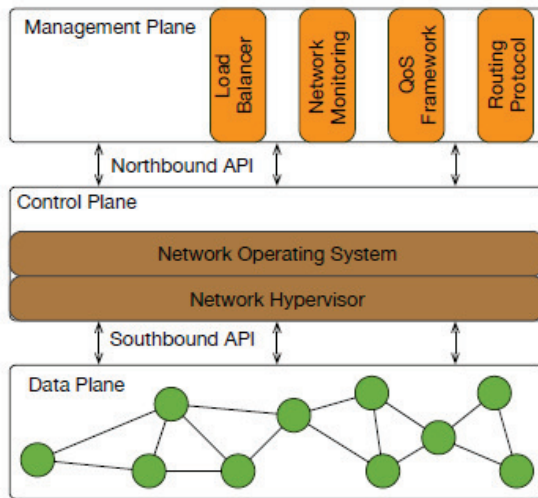 Management Plane
Load
Balancer
Network
Monitoring
QoS
Framework
Routing
Protocol
Northbound API
Control Plane
Network Operating System
Network Hypervisor
Southbound API
Data Plane